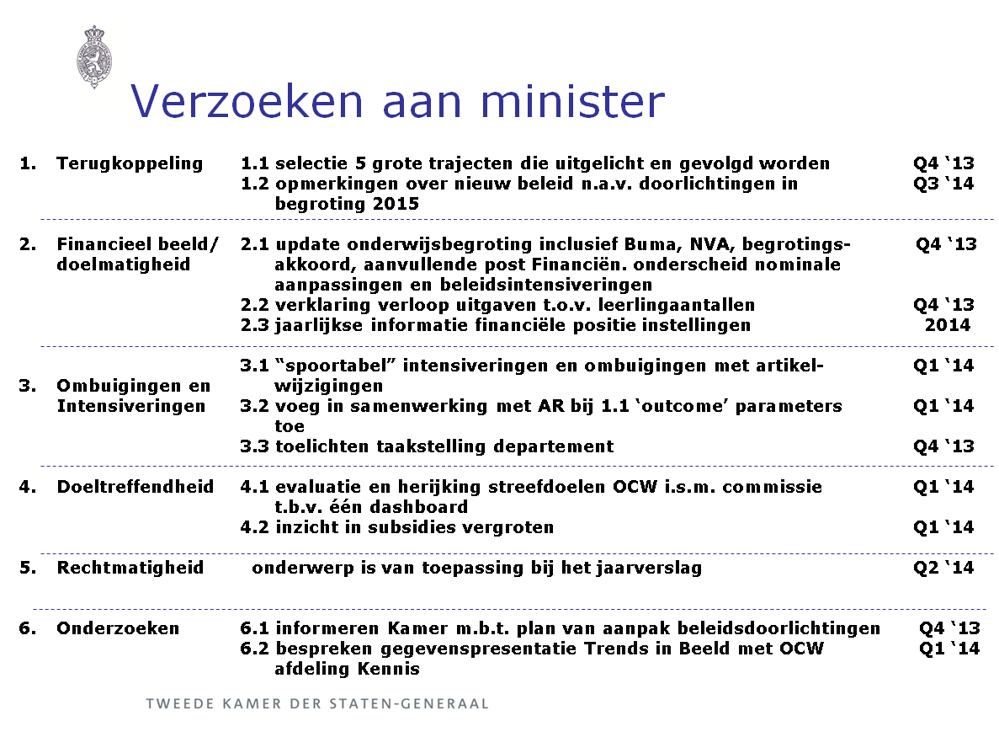 Verzoeken aan minister
1. Terugkoppeling 1.1 selectie 5 grote trajecten die uitgelicht en gevolgd worden Q4 ‘13
1.2 opmerkingen over nieuw beleid n.a.v. doorlichtingen in Q3 ‘14
begroting 2015
2. Financieel beeld/ 2.1 update onderwijsbegroting inclusief Buma, NVA, begrotings- Q4 ‘13
doelmatigheid akkoord, aanvullende post Financiën. onderscheid nominale
aanpassingen en beleidsintensiveringen
2.2 verklaring verloop uitgaven t.o.v. leerlingaantallen Q4 ‘13
2.3 jaarlijkse informatie financiële positie instellingen 2014
3.1 “spoortabel” intensiveringen en ombuigingen met artikel- Q1 ‘14
3. Ombuigingen en wijzigingen
Intensiveringen 3.2 voeg in samenwerking met AR bij 1.1 ‘outcome’ parameters Q1 ‘14
toe
3.3 toelichten taakstelling departement Q4 ‘13
4. Doeltreffendheid 4.1 evaluatie en herijking streefdoelen OCW i.s.m. commissie Q1 ‘14
t.b.v. één dashboard
4.2 inzicht in subsidies vergroten Q1 ‘14
5. Rechtmatigheid onderwerp is van toepassing bij het jaarverslag Q2 ‘14
6. Onderzoeken 6.1 informeren Kamer m.b.t. plan van aanpak beleidsdoorlichtingen Q4 ‘13
6.2 bespreken gegevenspresentatie Trends in Beeld met OCW Q1 ‘14
afdeling Kennis
TWEEDE KAMER DER STATEN-GENERAAL